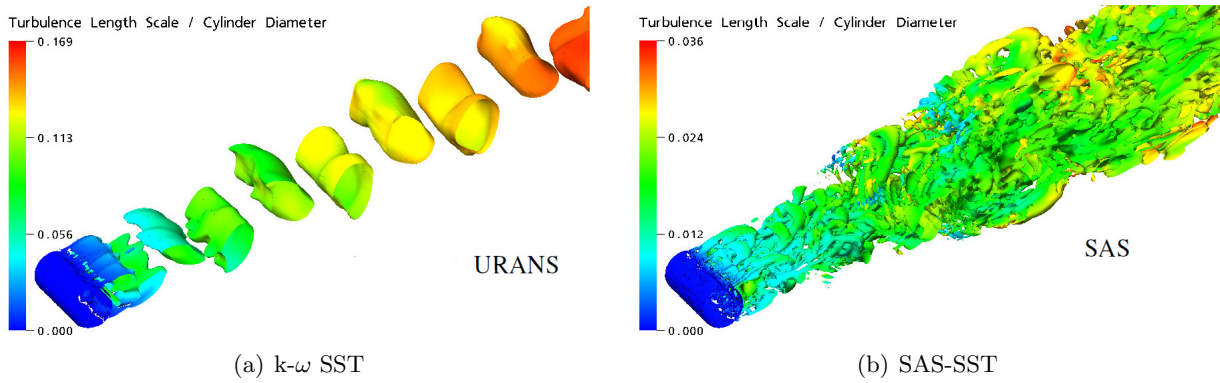 Turbulence Length Scale / Cylinder Diameter
0.169
0.113
0.056
0.000
URANS
(a) k-ω SST
Turbulence Length Scale / Cylinder Diameter
0.036
0.024
0.012
0.000
SAS
(b) SAS-SST